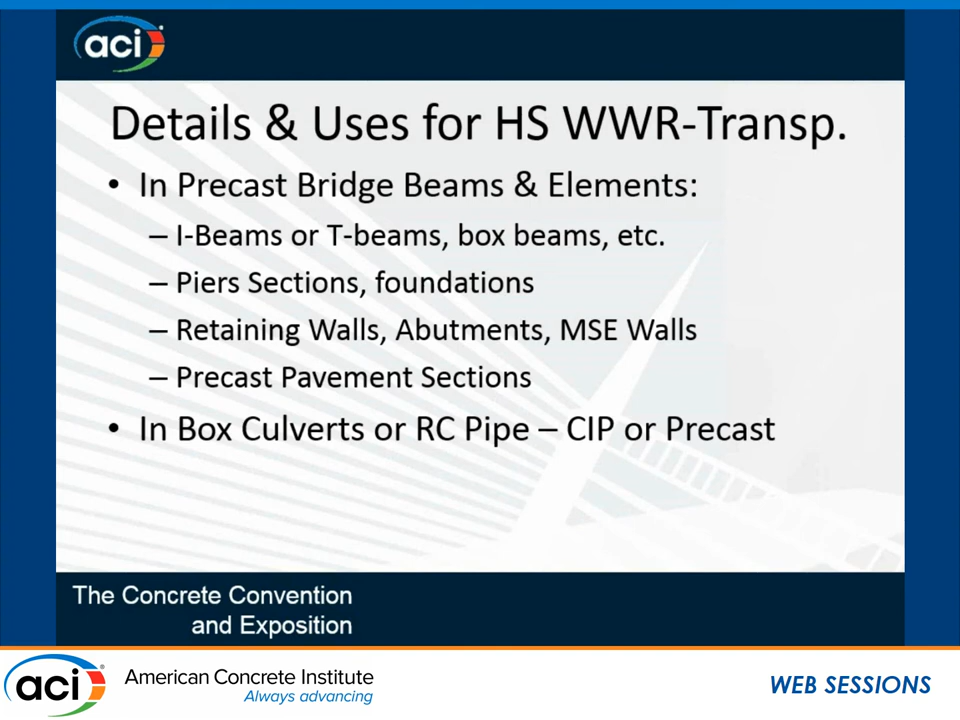 aci
Details & Uses for HS WWR-Transp.
• In Precast Bridge Beams & Elements:
– I-Beams or T-beams, box beams, etc.
– Piers Sections, foundations
– Retaining Walls, Abutments, MSE Walls
– Precast Pavement Sections
• In Box Culverts or RC Pipe – CIP or Precast
The Concrete Convention
and Exposition
aci®
American Concrete Institute
Always advancing
WEB SESSIONS